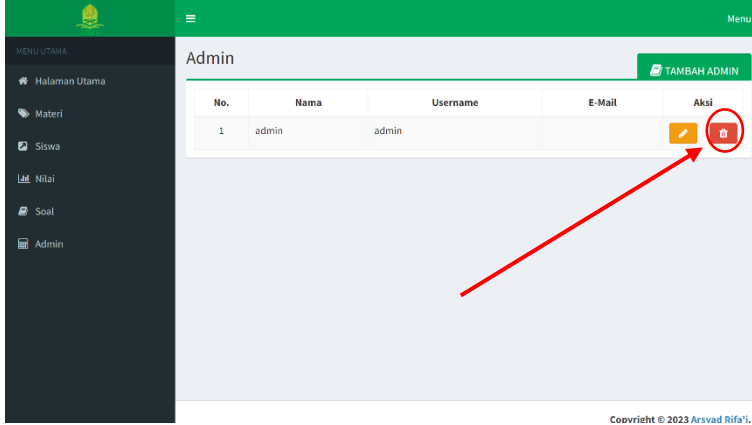 Menu
MENU UTAMA
Halaman Utama
Materi
Siswa
Nilai
Soal
Admin
Admin
TAMBAH ADMIN
No. Nama Username E-Mail Aksi
1 admin admin
Copyright © 2023 Arsyad Rifa'i.